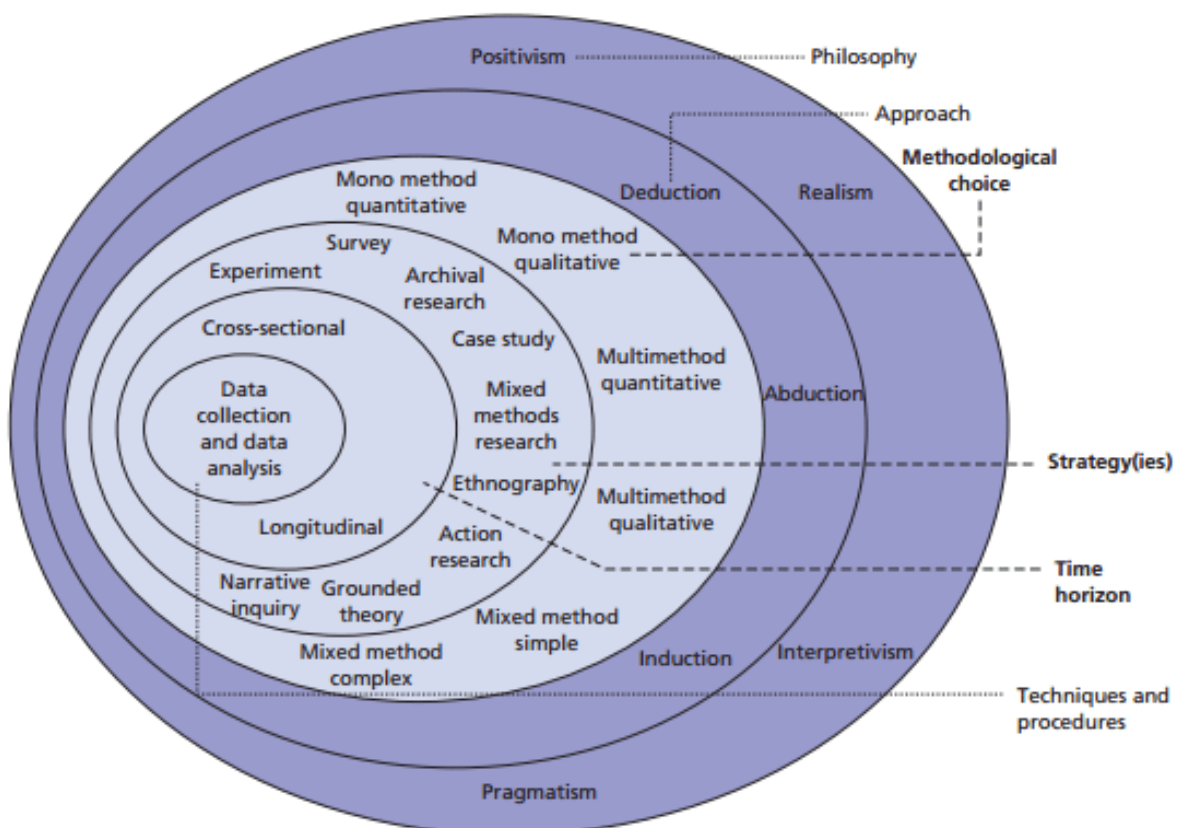 Positivism
Philosophy
Approach
Methodological
choice
Mono method
quantitative
Deduction
Realism
Survey
Mono method
qualitative
Experiment
Archival
research
Cross-sectional
Case study
Multimethod
quantitative
Data
collection
and data
analysis
Mixed
methods
research
Abduction
Strategy(ies)
Ethnography
Multimethod
qualitative
Longitudinal
Action
research
Time
horizon
Narrative
inquiry
Grounded
theory
Mixed method
simple
Mixed method
complex
Induction
Interpretivism
Techniques and
procedures
Pragmatism